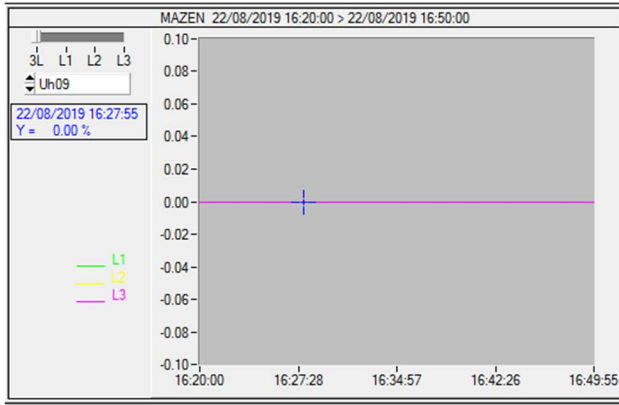 MAZEN 22/08/2019 16:20:00 > 22/08/2019 16:50:00
3L L1 L2 L3
Uh09
22/08/2019 16:27:55
Y = 0.00 %
L1
L2
L3
0.10
0.08
0.06
0.04
0.02
0.00
-0.02
-0.04
-0.06
-0.08
-0.10
16:20:00 16:27:28 16:34:57 16:42:26 16:49:55